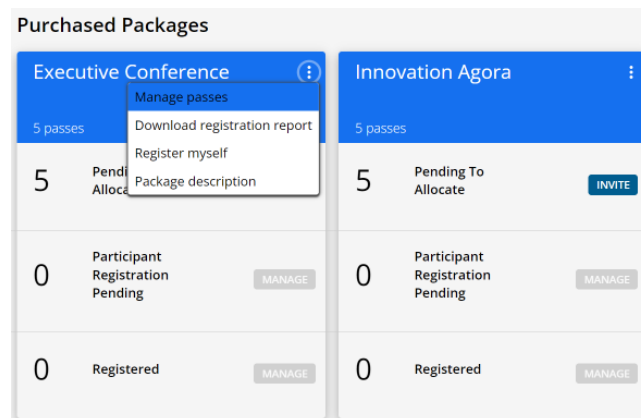 Purchased Packages
Executive Conference
Manage passes
Download registration report
Register myself
Package description
5 passes
5
0
Participant
Registration
Pending
MANAGE
0
Registered
MANAGE
Innovation Agora
5 passes
5
Pending To
Allocate
INVITE
0
Participant
Registration
Pending
MANAGE
0
Registered
MANAGE